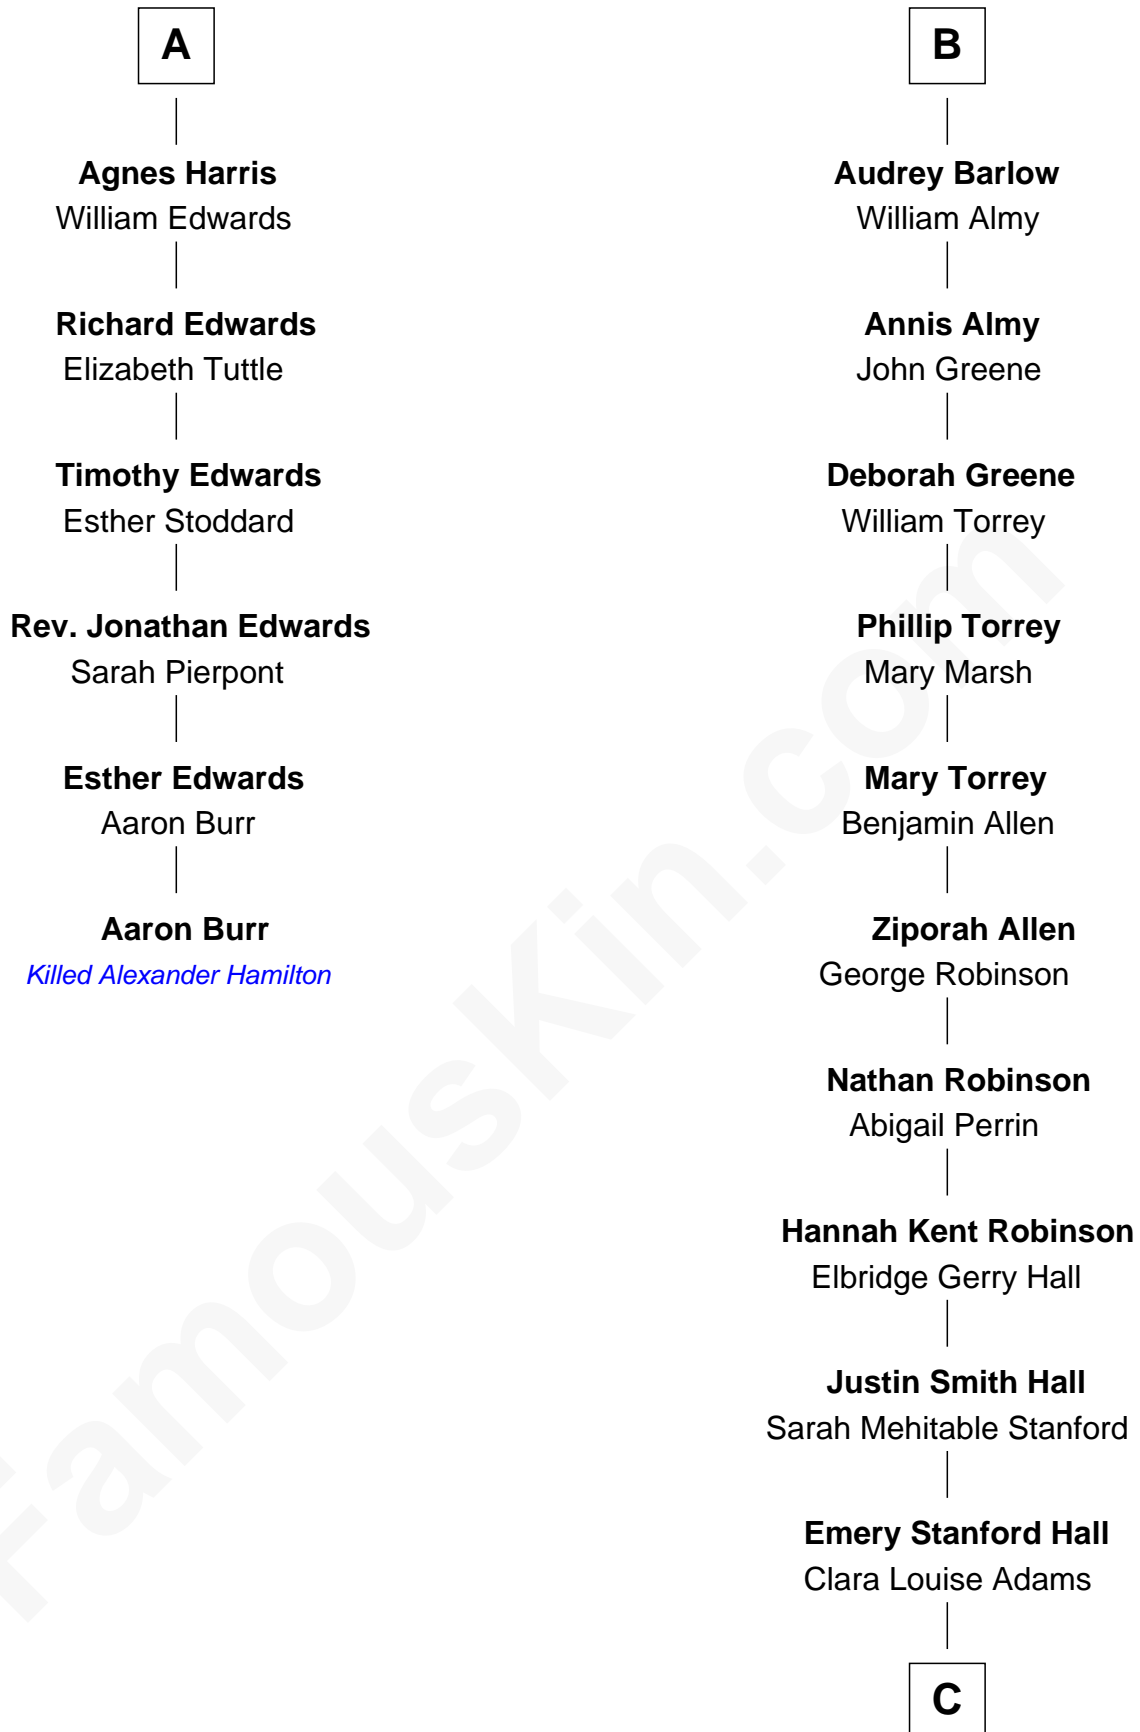 A
Agnes Harris
William Edwards
Richard Edwards
Elizabeth Tuttle
Timothy Edwards
Esther Stoddard
Rev. Jonathan Edwards
Sarah Pierpont
Esther Edwards
Aaron Burr
Aaron Burr
Killed Alexander Hamilton
B
Audrey Barlow
William Almy
Annis Almy
John Greene
Deborah Greene
William Torrey
Phillip Torrey
Mary Marsh
Mary Torrey
Benjamin Allen
Ziporah Allen
George Robinson
Nathan Robinson
Abigail Perrin
Hannah Kent Robinson
Elbridge Gerry Hall
Justin Smith Hall
Sarah Mehitable Stanford
Emery Stanford Hall
Clara Louise Adams
C
FamousKin.com